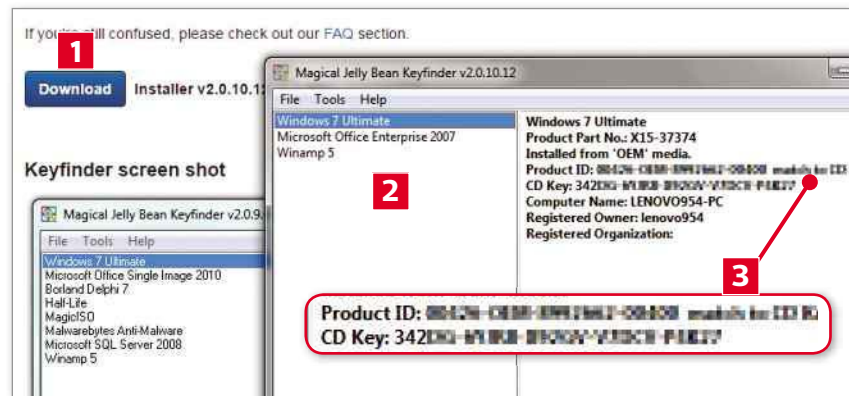 If you're still confused, please check out our FAQ section.
1
Download Installer v2.0.10.1
Keyfinder screen shot
Magical Jelly Bean Keyfinder v2.0.9.
File Tools Help
Windows 7 Ultimate
Microsoft Office Single Image 2010
Borland Delphi 7
Half-Life
MagicISO
Malwarebytes Anti-Malware
Microsoft SQL Server 2008
Winamp 5
Magical Jelly Bean Keyfinder v2.0.10.12
File Tools Help
Windows 7 Ultimate
Microsoft Office Enterprise 2007
Winamp 5
2
Windows 7 Ultimate
Product Part No.: X15-37374
Installed from 'OEM' media.
Product ID:
CD Key: 342
Computer Name: LENOVO954-PC
Registered Owner: lenovo954
Registered Organization:
3
Product ID:
CD Key: 342